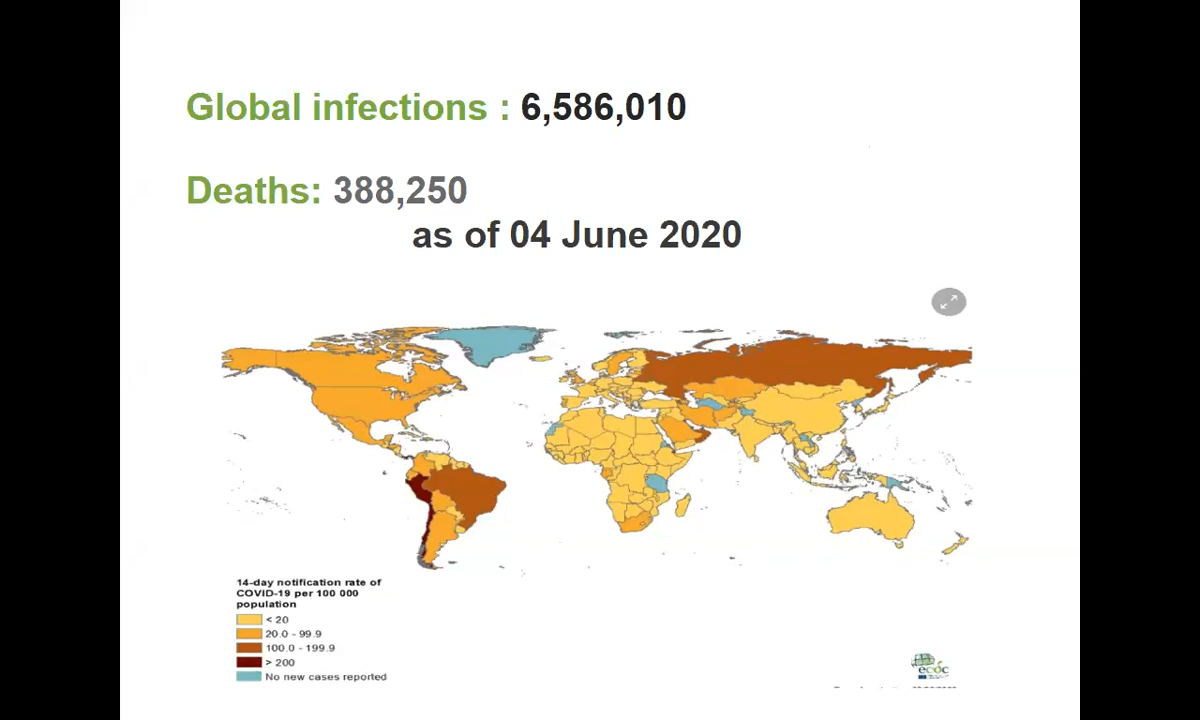 Global infections : 6,586,010
Deaths: 388,250
as of 04 June 2020
14-day notification rate of
COVID-19 per 100 000
population
< 20
20.0 - 99.9
100.0 - 199.9
> 200
No new cases reported
ecdc